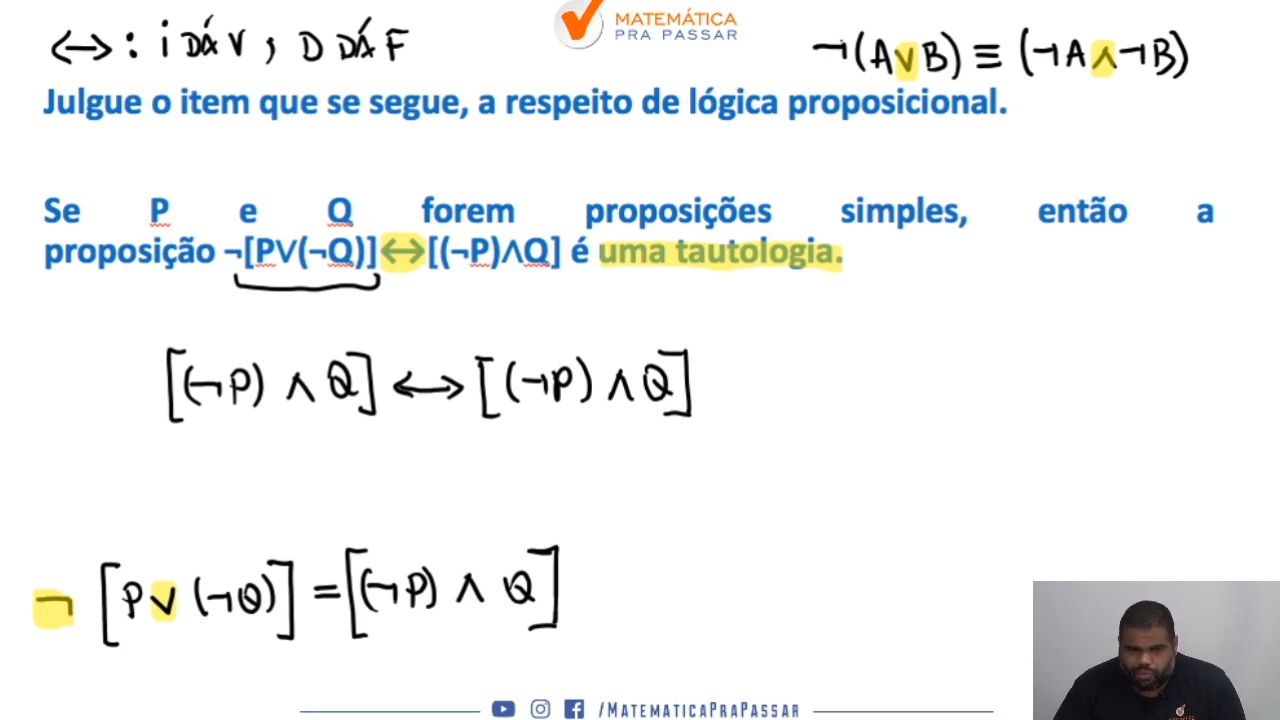 MATEMÁTICA
PRA PASSAR
↔ : i DÁ V ; D DÁ F
¬(A∨B) ≡ (¬A∧¬B)
Julgue o item que se segue, a respeito de lógica proposicional.
Se P e Q forem proposições simples, então a
proposição ¬[P∨(¬Q)]↔[(¬P)∧Q] é uma tautologia.
[(¬P) ∧ Q] ↔ [(¬P) ∧ Q]
¬ [P ∨ (¬Q)] = [(¬P) ∧ Q]
/MATEMATICAPRAPASSAR